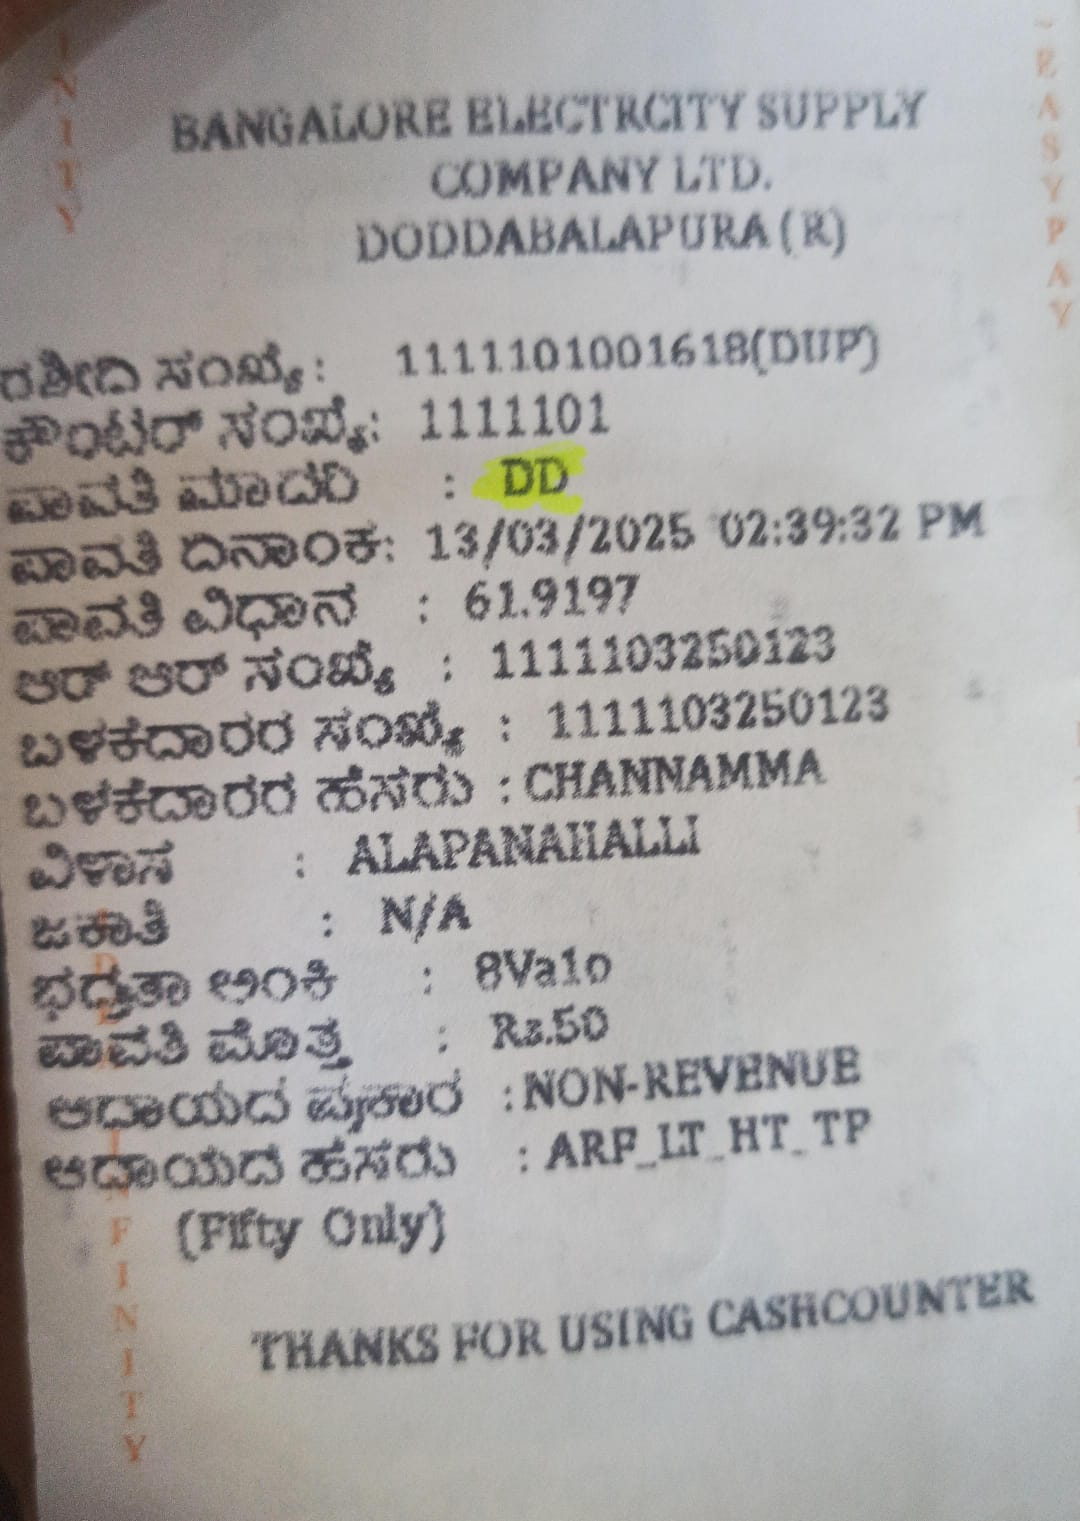 BANGALORE ELECTRCITY SUPPLY
COMPANY LTD.
DODDABALAPURA (R)
ರಶೀದಿ ಸಂಖ್ಯೆ: 1111101001618(DUP)
ಕೌಂಟರ್ ಸಂಖ್ಯೆ: 1111101
ಪಾವತಿ ಮಾದರಿ : DD
ಪಾವತಿ ದಿನಾಂಕ: 13/03/2025 02:39:32 PM
ಪಾವತಿ ವಿಧಾನ : 61.9197
ಆರ್ ಆರ್ ಸಂಖ್ಯೆ : 1111103250123
ಬಳಕೆದಾರರ ಸಂಖ್ಯೆ : 1111103250123
ಬಳಕೆದಾರರ ಹೆಸರು : CHANNAMMA
ವಿಳಾಸ : ALAPANAHALLI
ಜಕಾತಿ : N/A
ಭದ್ರತಾ ಅಂಕಿ : 8Va1o
ಪಾವತಿ ಮೊತ್ತ : Rs.50
ಆದಾಯದ ಪ್ರಕಾರ : NON-REVENUE
ಆದಾಯದ ಹೆಸರು : ARF_LT_HT_TP
(Fifty Only)
THANKS FOR USING CASHCOUNTER
INITY
EASYPAY
INFINITY